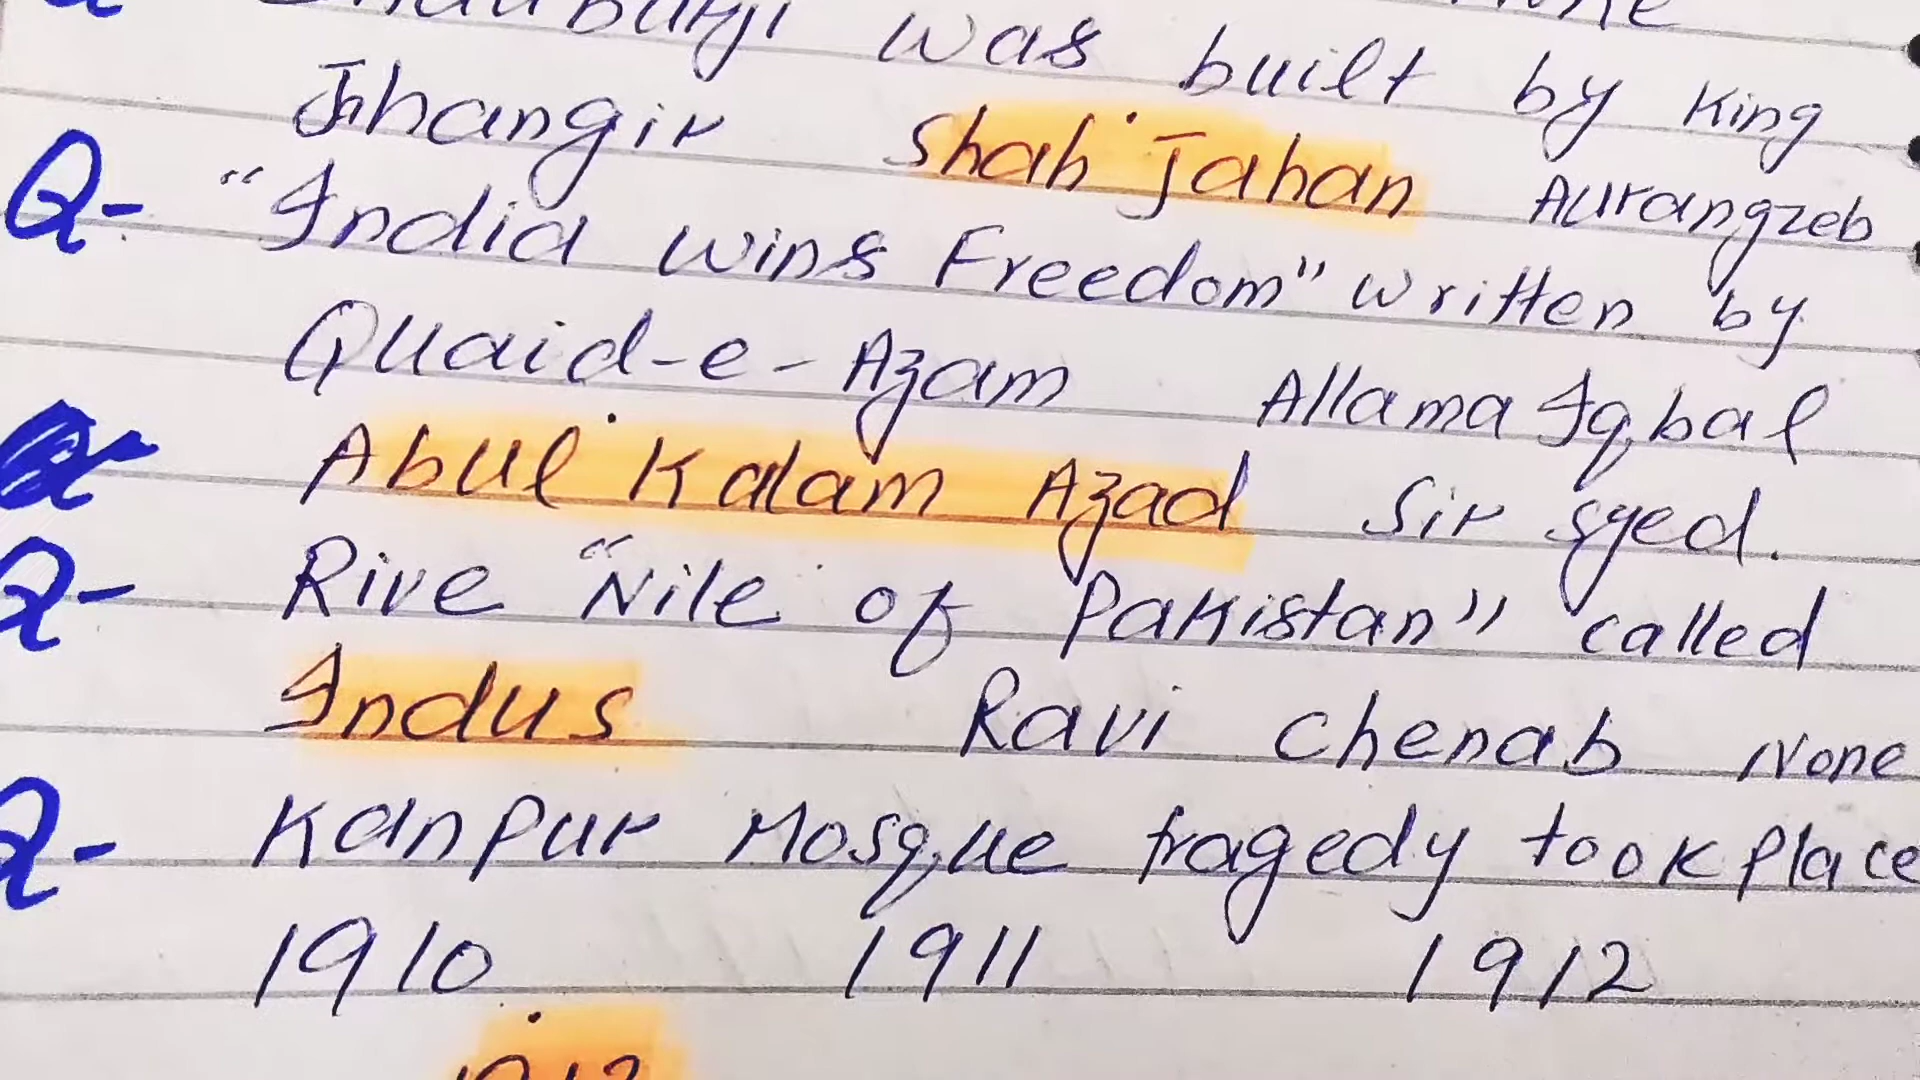 was built by King
Jhangir Shah Jahan Aurangzeb
Q- "India wins Freedom" written by
Quaid-e-Azam Allama Iqbal
Abul Kalam Azad Sir syed.
Q- Rive "Nile of Pakistan" called
Indus Ravi Chenab None
Q- Kanpur Mosque tragedy took place
1910 1911 1912